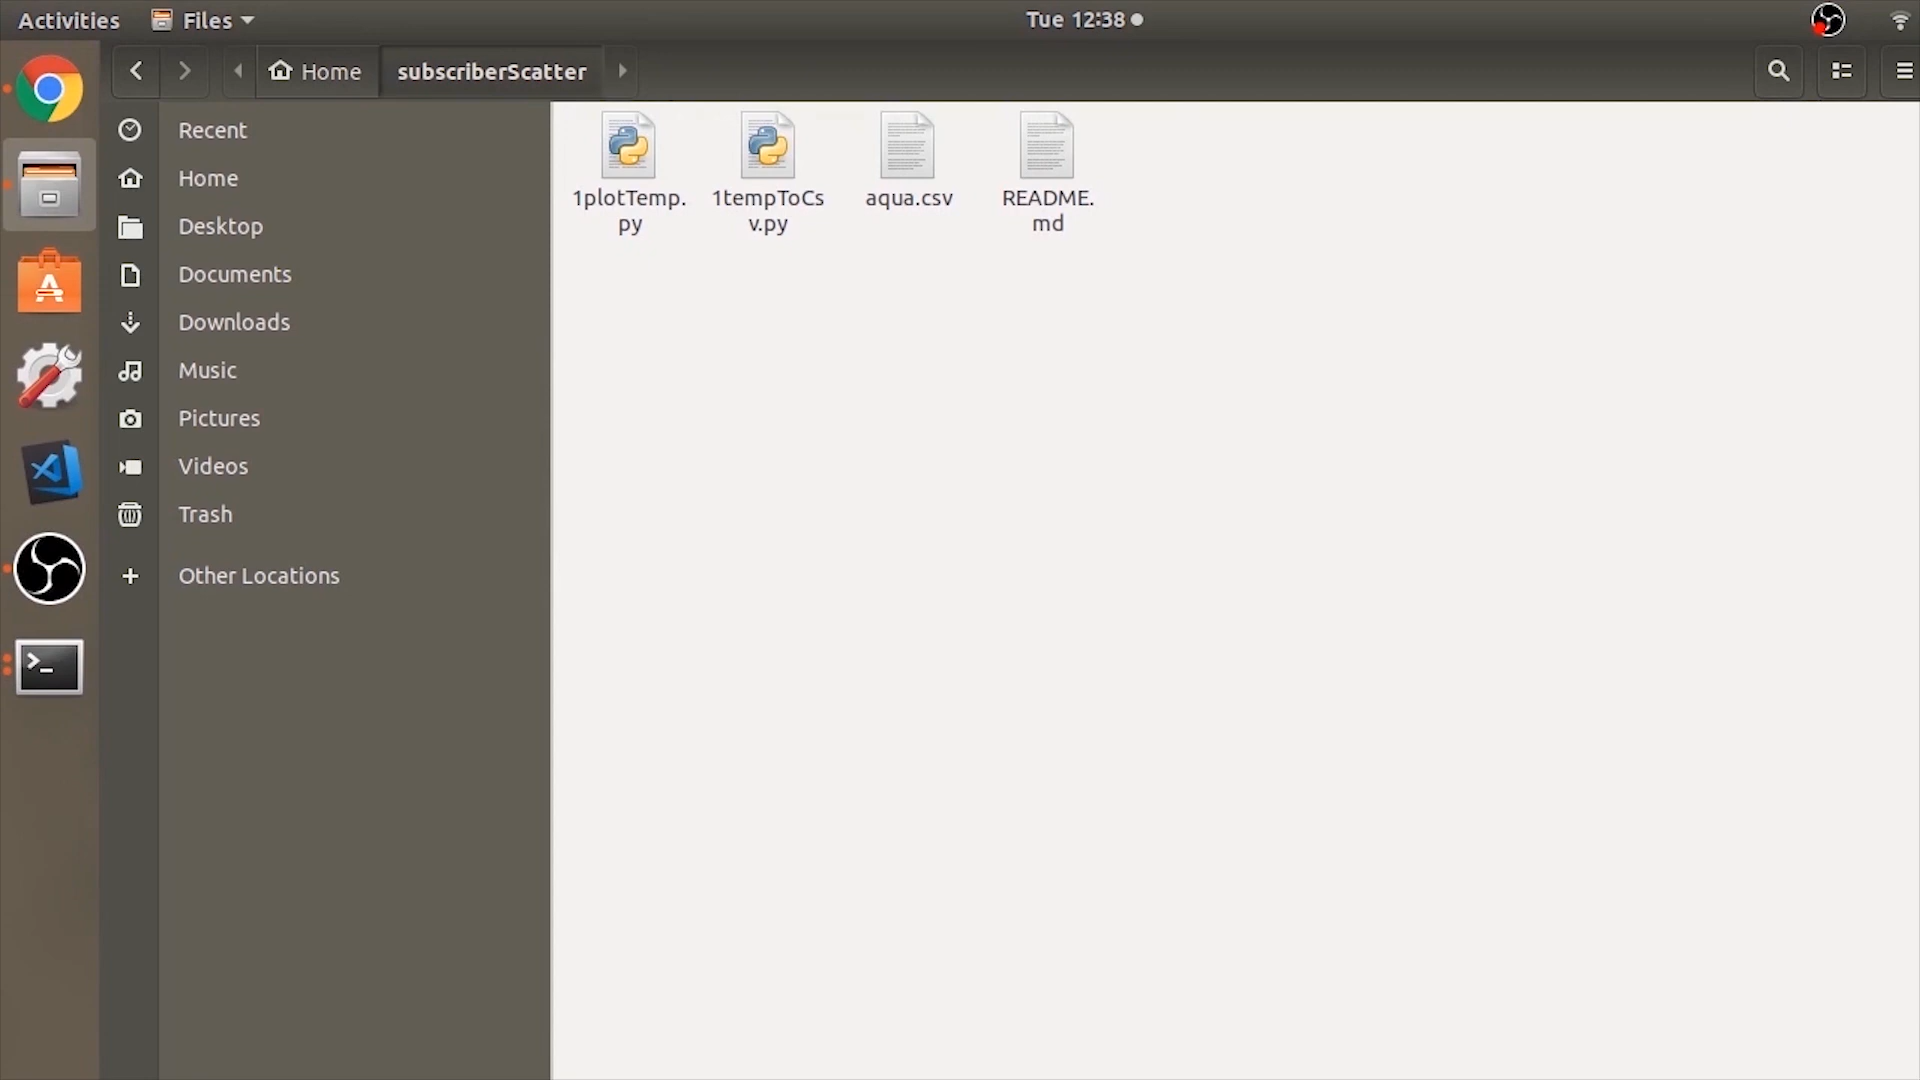 Activities
Files
Tue 12:38
Home
subscriberScatter
Recent
Home
Desktop
Documents
Downloads
Music
Pictures
Videos
Trash
Other Locations
1plotTemp.
py
1tempToCs
v.py
aqua.csv
README.
md